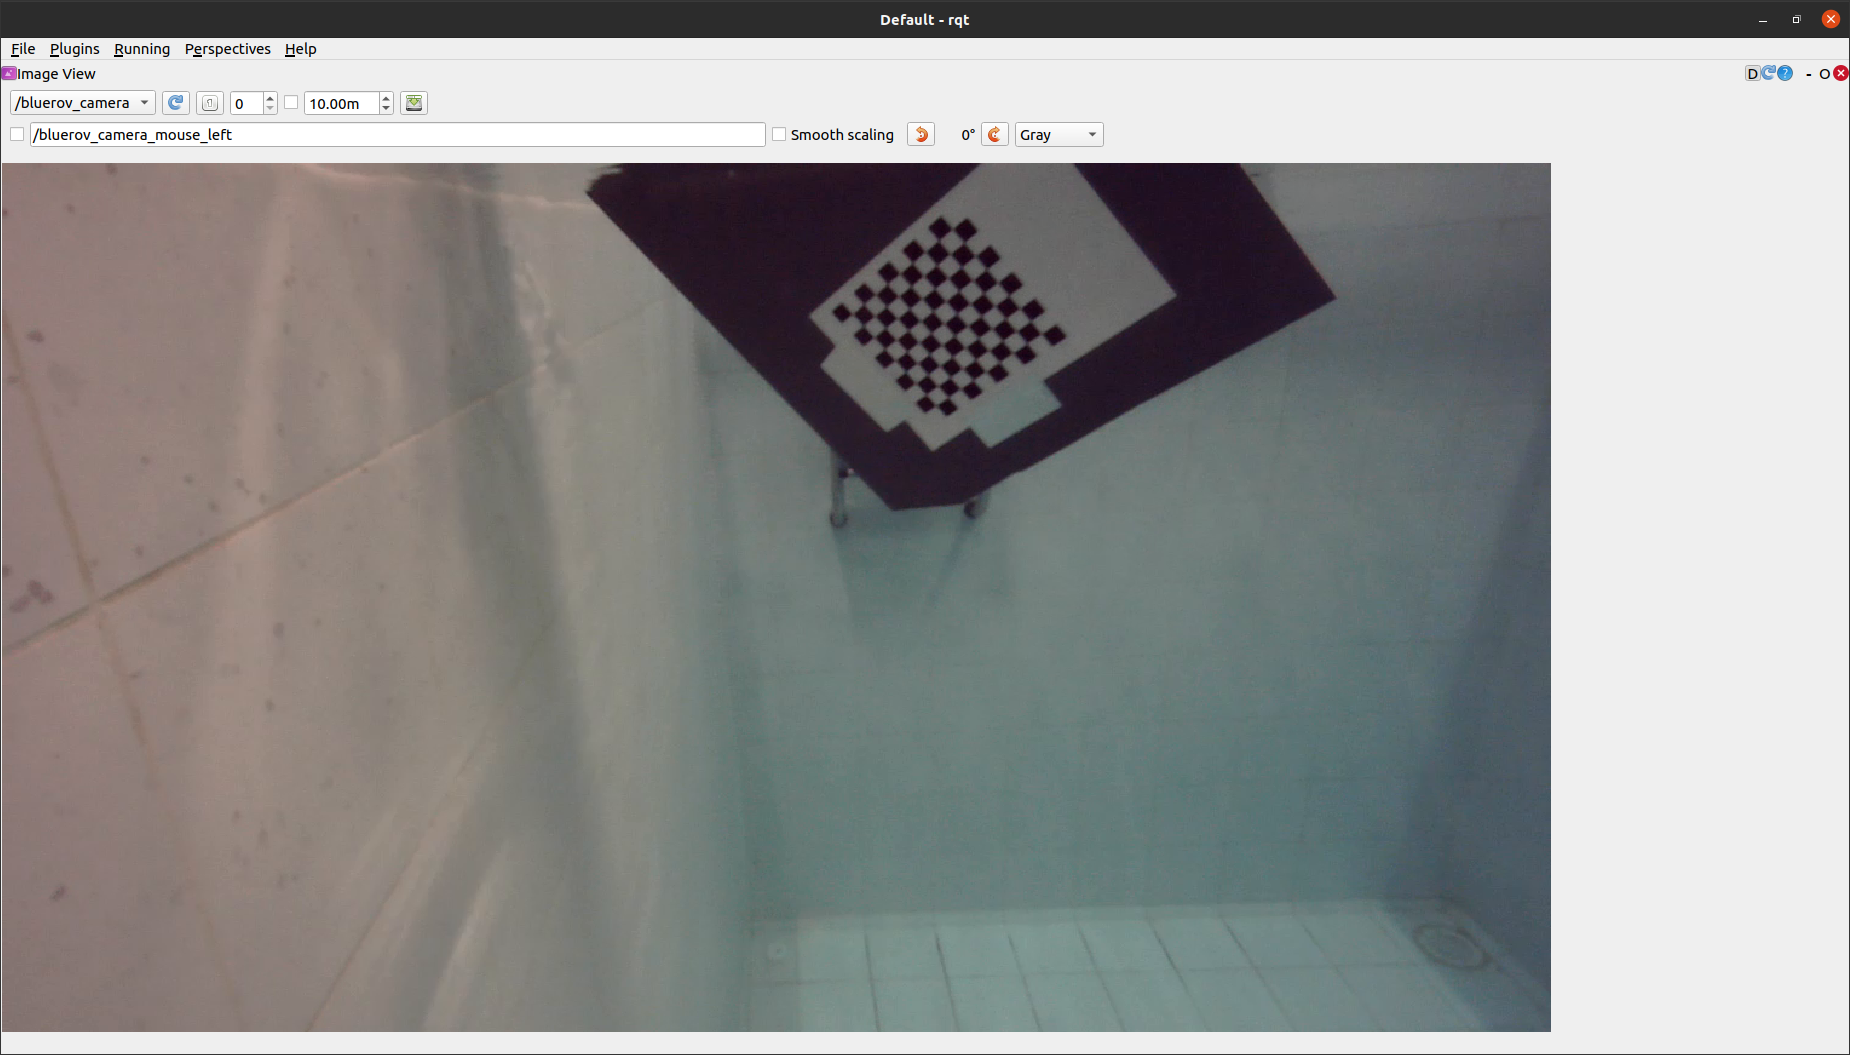 Default - rqt
File Plugins Running Perspectives Help
Image View D ? - O
/bluerov_camera 0 10.00m
/bluerov_camera_mouse_left Smooth scaling 0° Gray